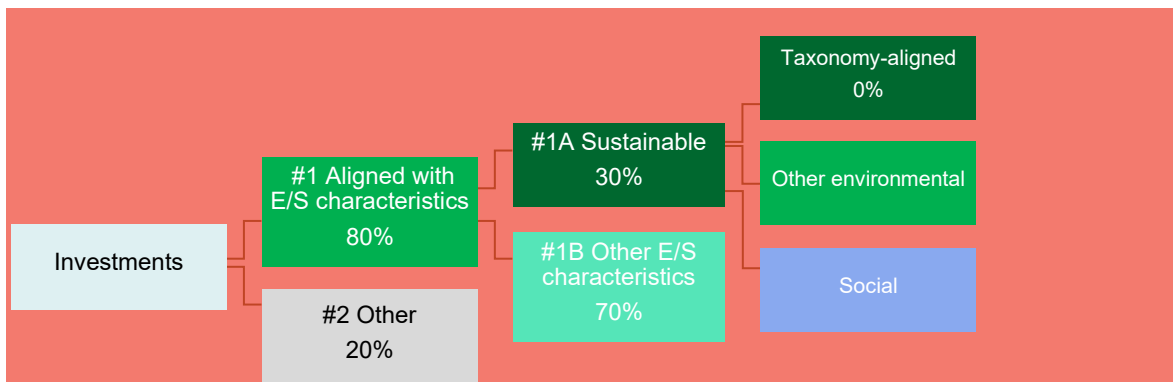 Investments
#1 Aligned with
E/S characteristics
80%
#2 Other
20%
#1A Sustainable
30%
#1B Other E/S
characteristics
70%
Taxonomy-aligned
0%
Other environmental
Social